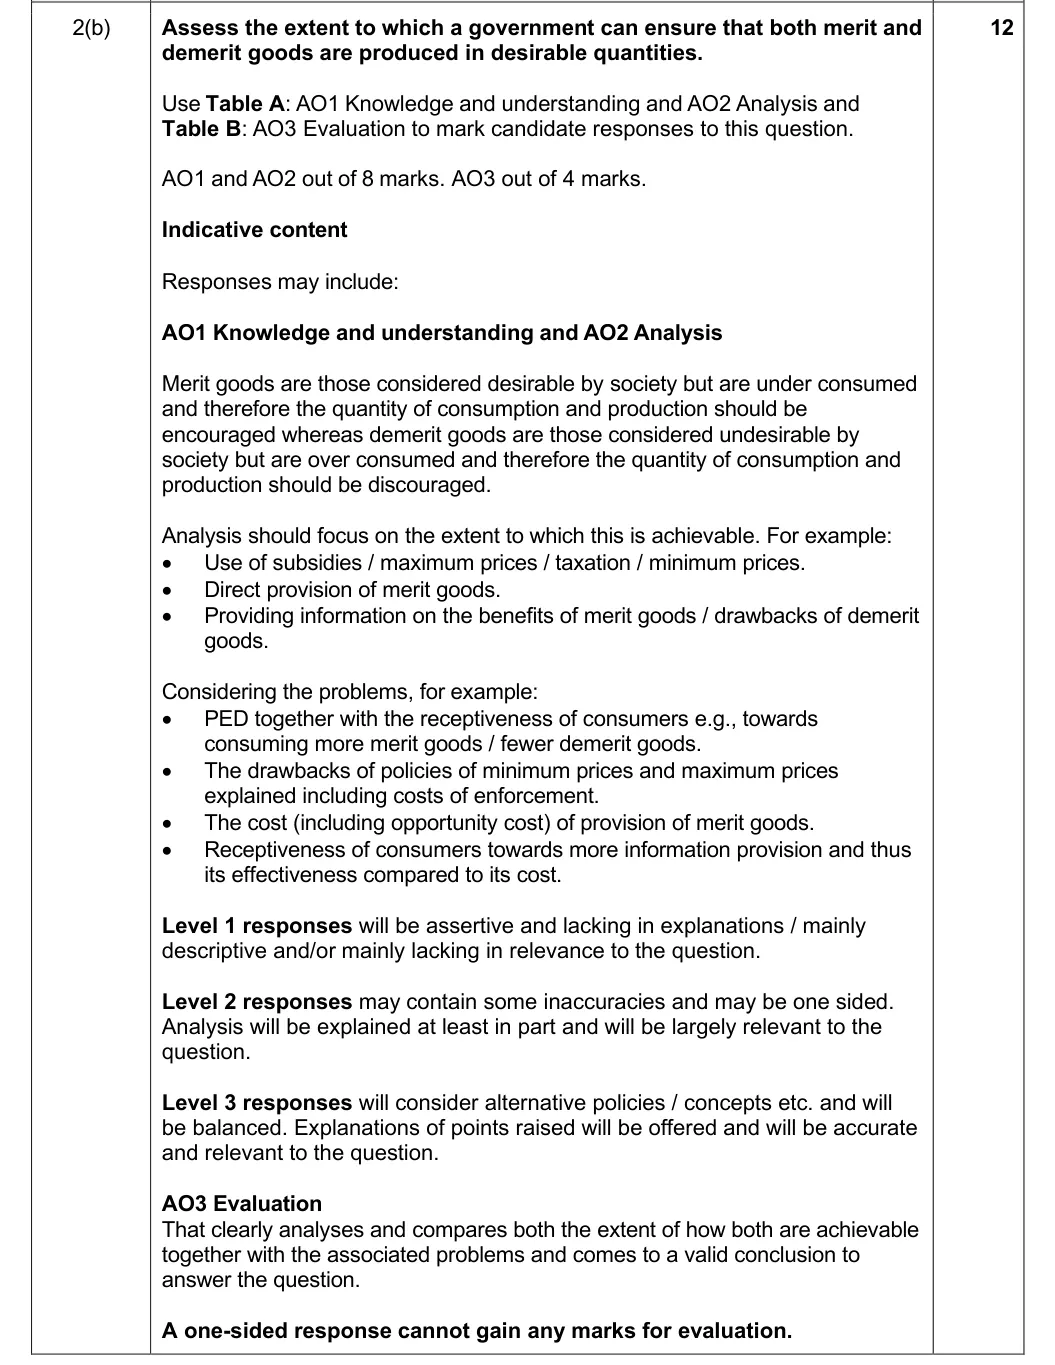 2(b)
Assess the extent to which a government can ensure that both merit and
demerit goods are produced in desirable quantities.
12
Use Table A: AO1 Knowledge and understanding and AO2 Analysis and
Table B: AO3 Evaluation to mark candidate responses to this question.
AO1 and AO2 out of 8 marks. AO3 out of 4 marks.
Indicative content
Responses may include:
AO1 Knowledge and understanding and AO2 Analysis
Merit goods are those considered desirable by society but are under consumed
and therefore the quantity of consumption and production should be
encouraged whereas demerit goods are those considered undesirable by
society but are over consumed and therefore the quantity of consumption and
production should be discouraged.
Analysis should focus on the extent to which this is achievable. For example:
• Use of subsidies / maximum prices / taxation / minimum prices.
• Direct provision of merit goods.
• Providing information on the benefits of merit goods / drawbacks of demerit
goods.
Considering the problems, for example:
• PED together with the receptiveness of consumers e.g., towards
consuming more merit goods / fewer demerit goods.
• The drawbacks of policies of minimum prices and maximum prices
explained including costs of enforcement.
• The cost (including opportunity cost) of provision of merit goods.
• Receptiveness of consumers towards more information provision and thus
its effectiveness compared to its cost.
Level 1 responses will be assertive and lacking in explanations / mainly
descriptive and/or mainly lacking in relevance to the question.
Level 2 responses may contain some inaccuracies and may be one sided.
Analysis will be explained at least in part and will be largely relevant to the
question.
Level 3 responses will consider alternative policies / concepts etc. and will
be balanced. Explanations of points raised will be offered and will be accurate
and relevant to the question.
AO3 Evaluation
That clearly analyses and compares both the extent of how both are achievable
together with the associated problems and comes to a valid conclusion to
answer the question.
A one-sided response cannot gain any marks for evaluation.